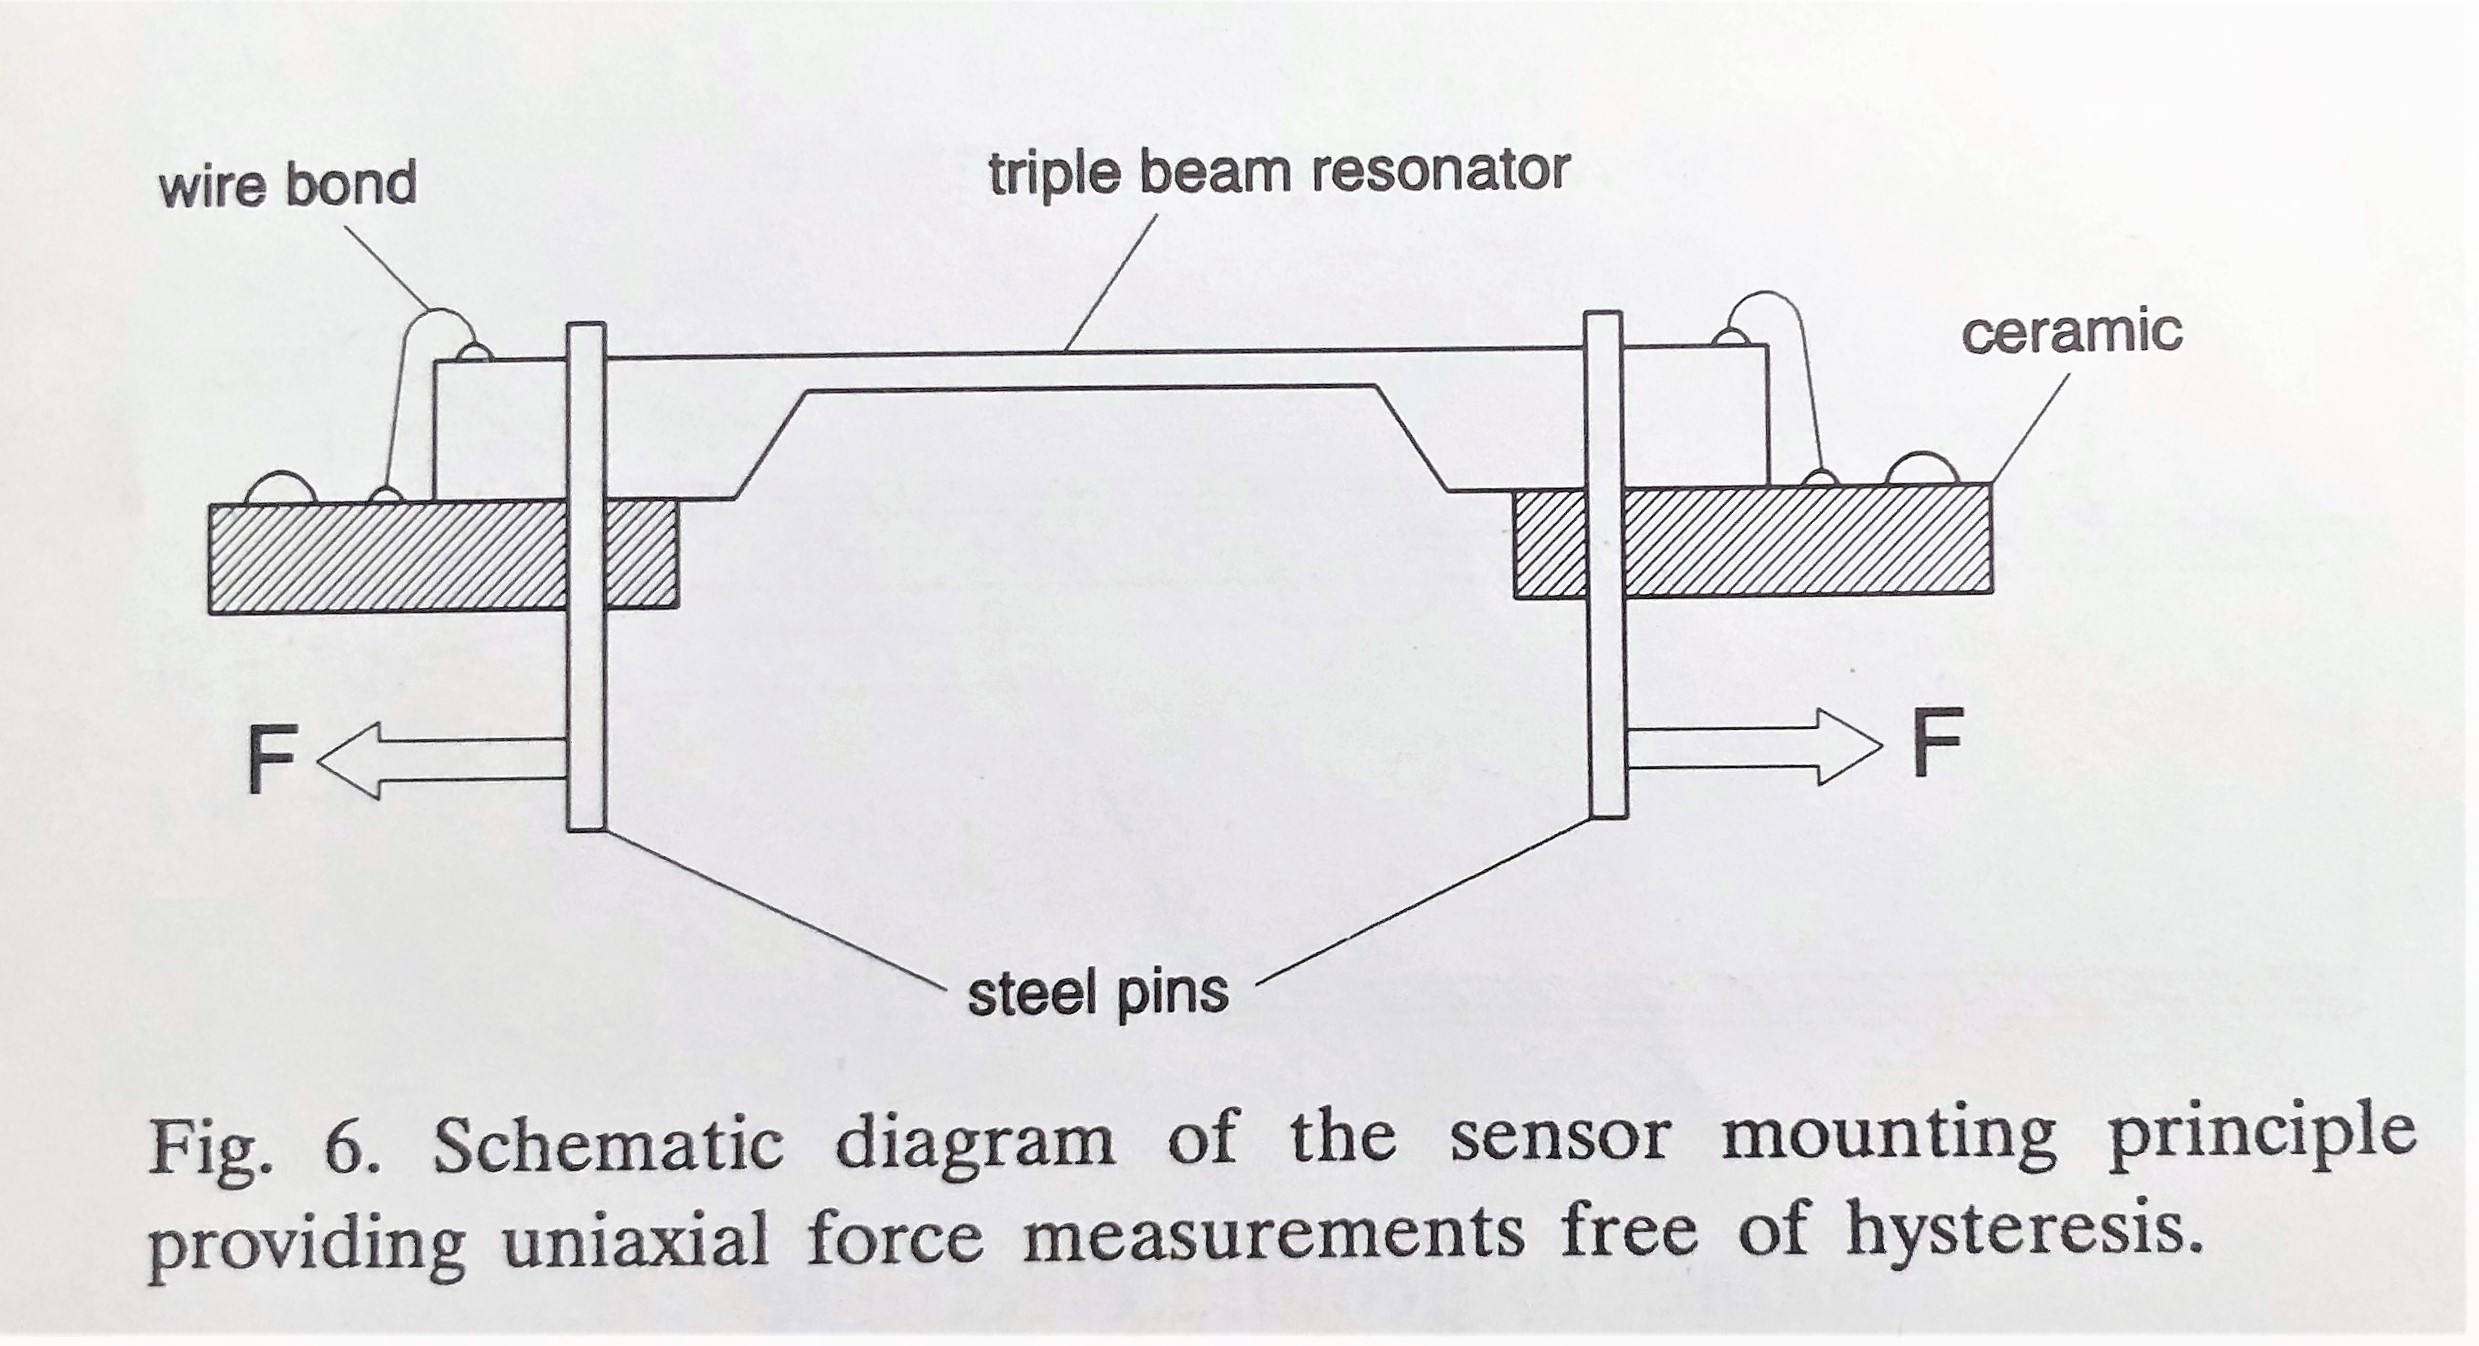 wire bond
triple beam resonator
ceramic
F
F
steel pins
Fig. 6. Schematic diagram of the sensor mounting principle
providing uniaxial force measurements free of hysteresis.